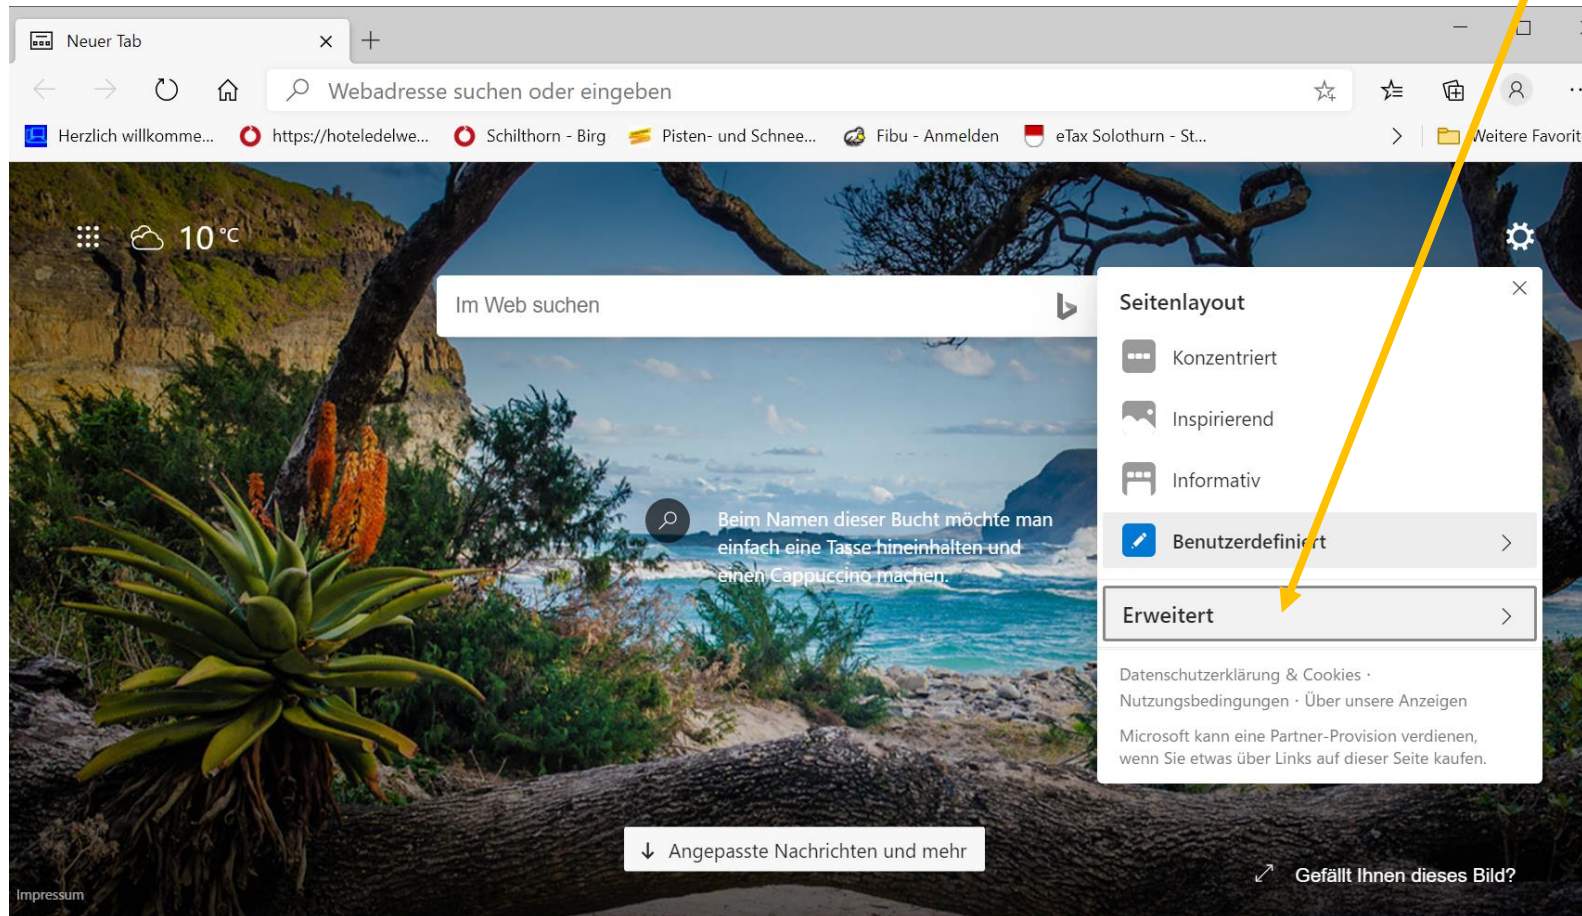 Neuer Tab
Webadresse suchen oder eingeben
Herzlich willkomme...
https://hoteledelwe...
Schilthorn - Birg
Pisten- und Schnee...
Fibu - Anmelden
eTax Solothurn - St...
Weitere Favorit
10 °C
Im Web suchen
Seitenlayout
Konzentriert
Inspirierend
Informativ
Benutzerdefiniert
Erweitert
Datenschutzerklärung & Cookies ·
Nutzungsbedingungen · Über unsere Anzeigen
Microsoft kann eine Partner-Provision verdienen,
wenn Sie etwas über Links auf dieser Seite kaufen.
Beim Namen dieser Bucht möchte man
einfach eine Tasse hineinhalten und
einen Cappuccino machen.
Angepasste Nachrichten und mehr
Gefällt Ihnen dieses Bild?
Impressum